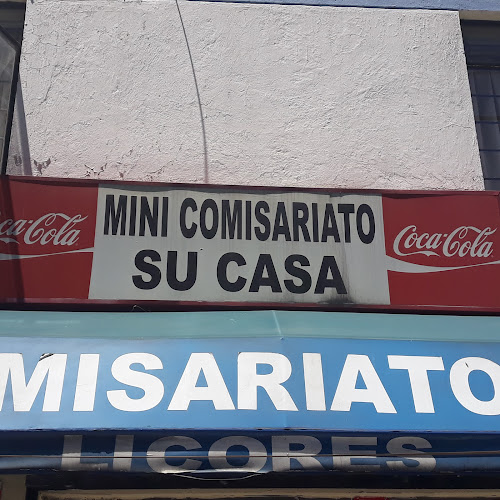 Coca-Cola MINI COMISARIATO Coca-Cola
SU CASA
MISARIATO
LICORES